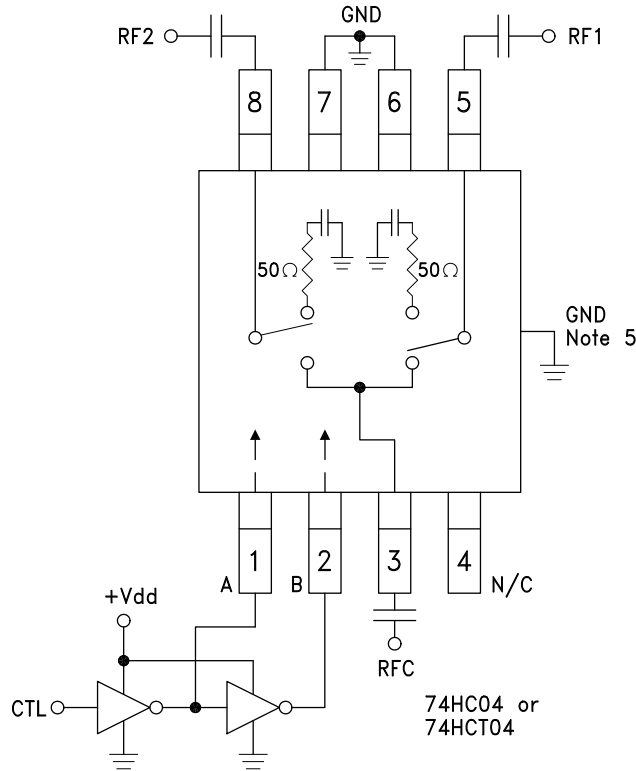 GND
RF2
RF1
8
7
6
5
50Ω
50Ω
GND
Note 5
1
2
3
4
A
B
N/C
+Vdd
RFC
CTL
74HC04 or
74HCT04